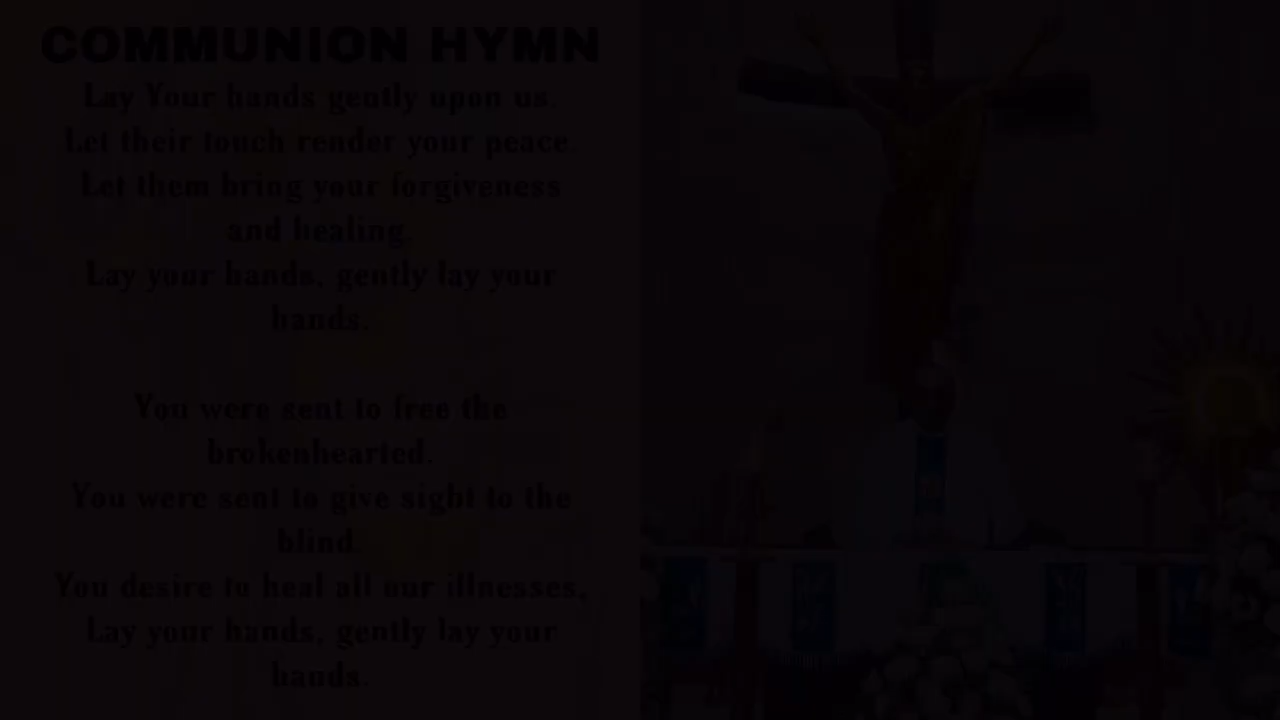 COMMUNION HYMN
Lay Your hands gently upon us.
Let their touch render your peace.
Let them bring your forgiveness
and healing.
Lay your hands, gently lay your
hands.
You were sent to free the
brokenhearted.
You were sent to give sight to the
blind.
You desire to heal all our illnesses,
Lay your hands, gently lay your
hands.